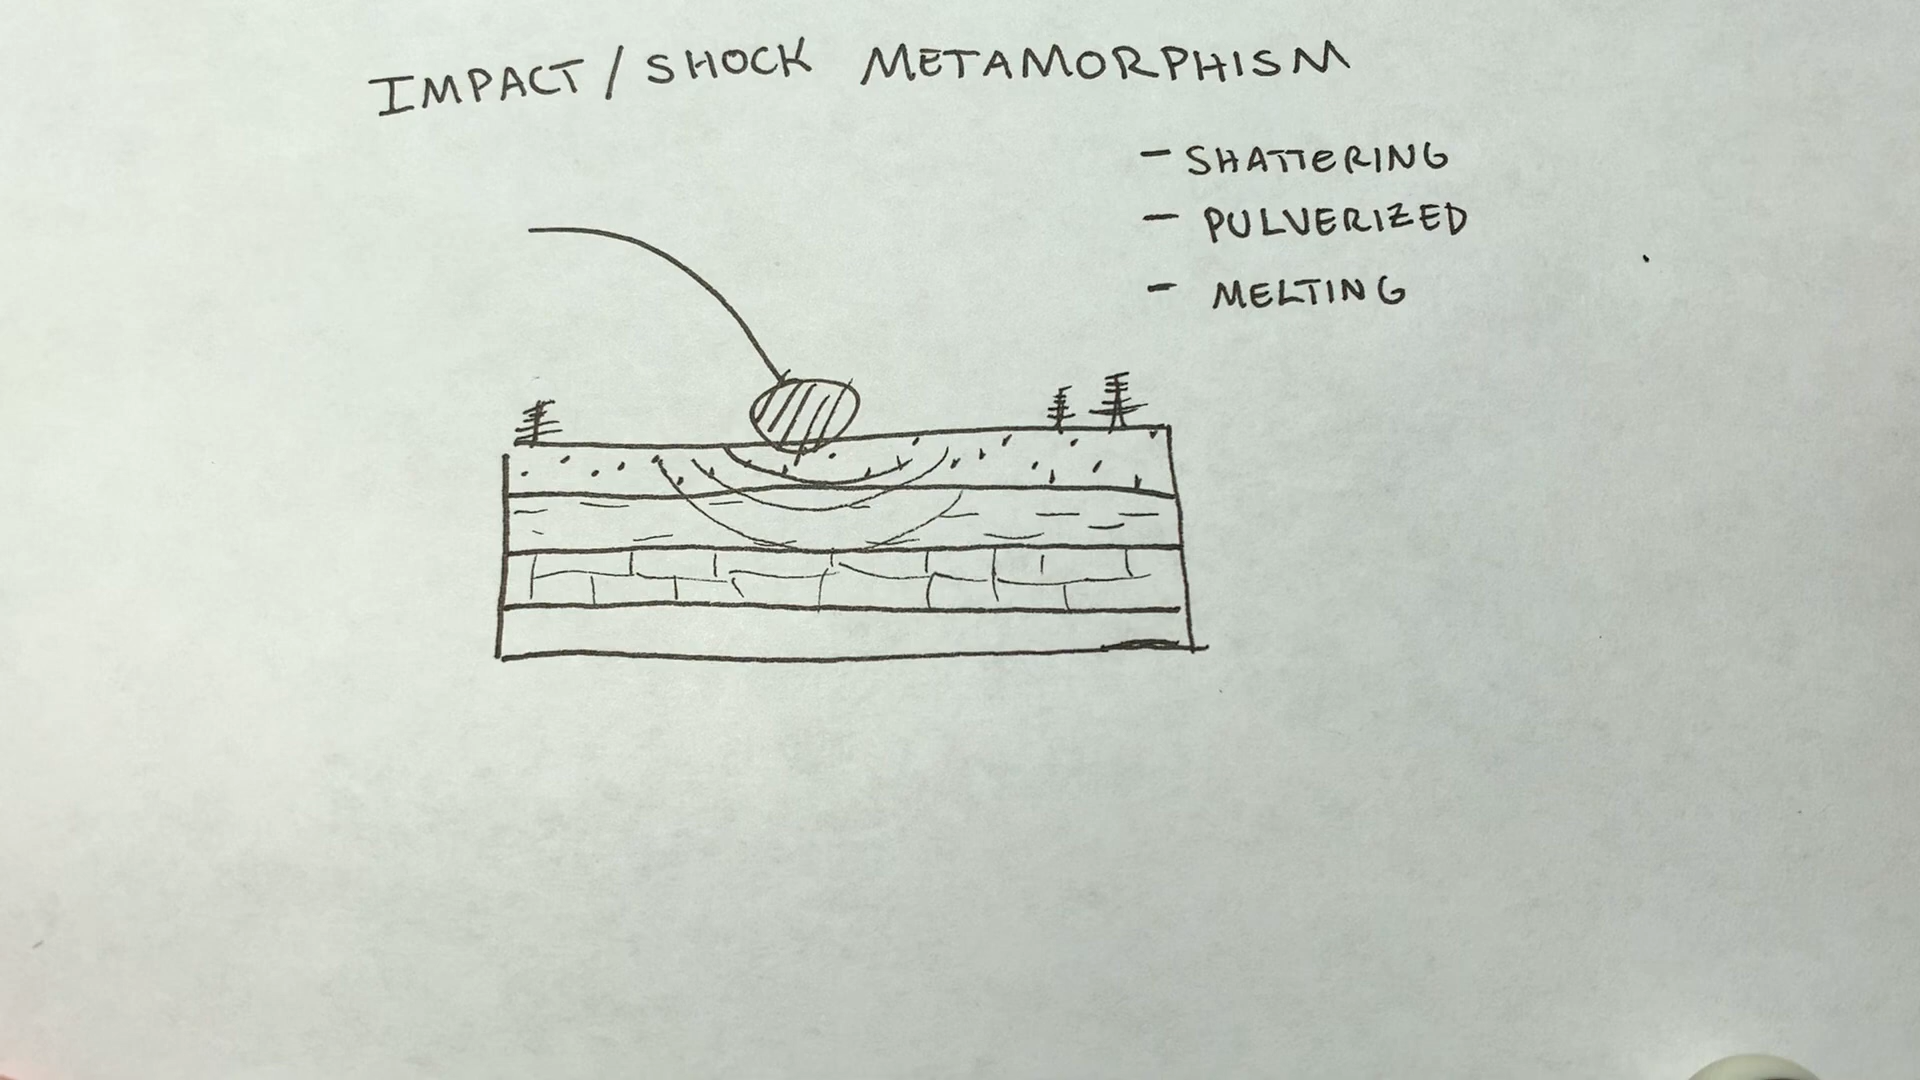 IMPACT / SHOCK METAMORPHISM
- SHATTERING
- PULVERIZED
- MELTING